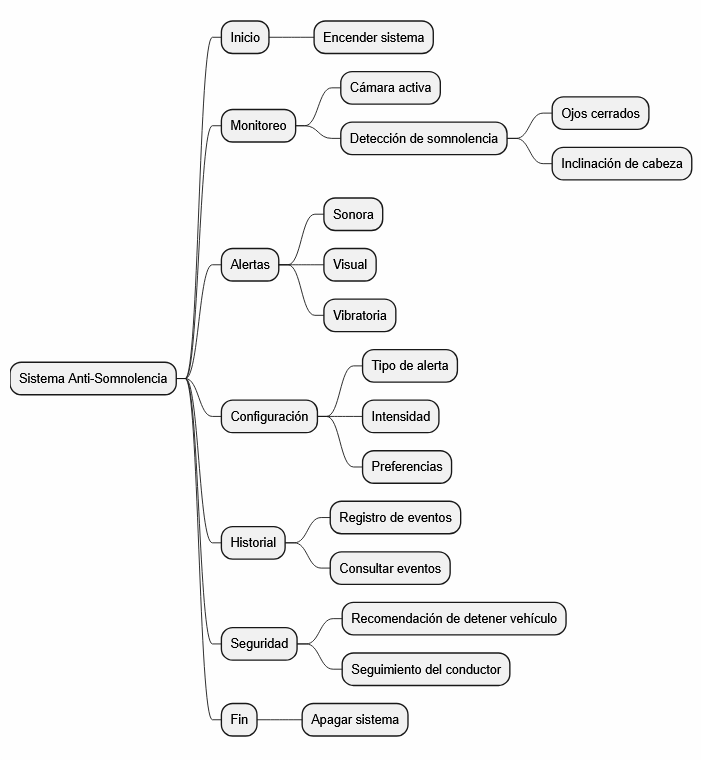 Inicio
Encender sistema
Cámara activa
Monitoreo
Detección de somnolencia
Ojos cerrados
Inclinación de cabeza
Sonora
Alertas
Visual
Vibratoria
Sistema Anti-Somnolencia
Tipo de alerta
Configuración
Intensidad
Preferencias
Registro de eventos
Historial
Consultar eventos
Recomendación de detener vehículo
Seguridad
Seguimiento del conductor
Fin
Apagar sistema